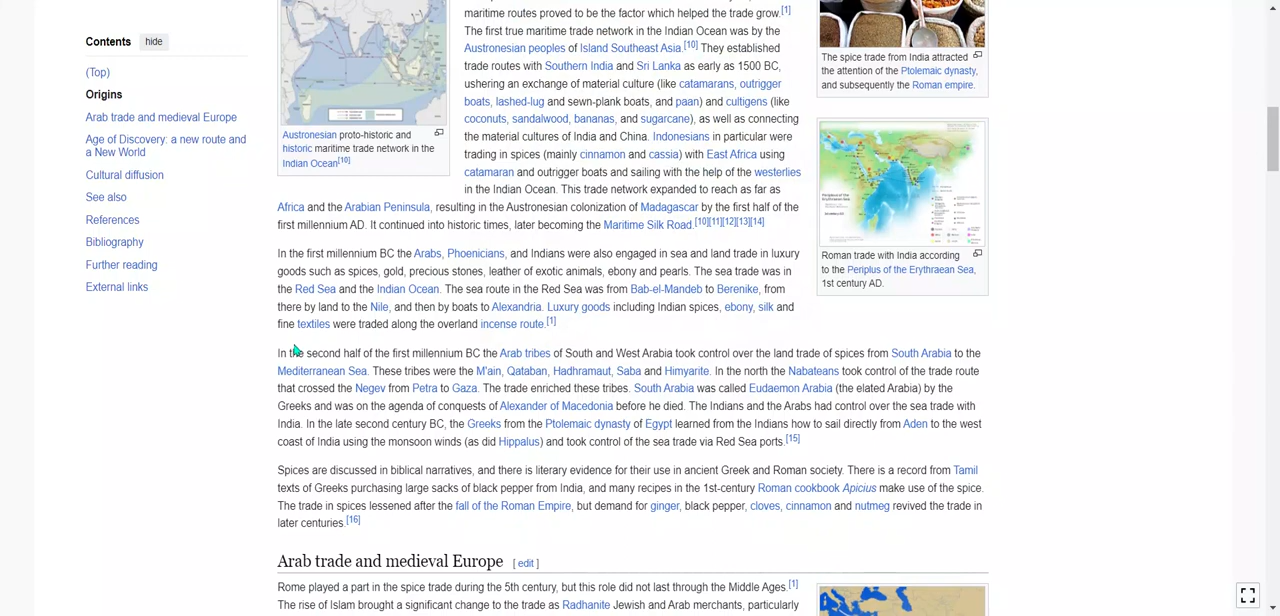 Contents hide
(Top)
Origins
Arab trade and medieval Europe
Age of Discovery: a new route and
a New World
Cultural diffusion
See also
References
Bibliography
Further reading
External links
Austronesian proto-historic and
historic maritime trade network in the
Indian Ocean[10]
maritime routes proved to be the factor which helped the trade grow.[1]
The first true maritime trade network in the Indian Ocean was by the
Austronesian peoples of Island Southeast Asia.[10] They established
trade routes with Southern India and Sri Lanka as early as 1500 BC,
ushering an exchange of material culture (like catamarans, outrigger
boats, lashed-lug and sewn-plank boats, and paan) and cultigens (like
coconuts, sandalwood, bananas, and sugarcane), as well as connecting
the material cultures of India and China. Indonesians in particular were
trading in spices (mainly cinnamon and cassia) with East Africa using
catamaran and outrigger boats and sailing with the help of the westerlies
in the Indian Ocean. This trade network expanded to reach as far as
Africa and the Arabian Peninsula, resulting in the Austronesian colonization of Madagascar by the first half of the
first millennium AD. It continued into historic times, later becoming the Maritime Silk Road.[10][11][12][13][14]
In the first millennium BC the Arabs, Phoenicians, and Indians were also engaged in sea and land trade in luxury
goods such as spices, gold, precious stones, leather of exotic animals, ebony and pearls. The sea trade was in
the Red Sea and the Indian Ocean. The sea route in the Red Sea was from Bab-el-Mandeb to Berenike, from
there by land to the Nile, and then by boats to Alexandria. Luxury goods including Indian spices, ebony, silk and
fine textiles were traded along the overland incense route.[1]
In the second half of the first millennium BC the Arab tribes of South and West Arabia took control over the land trade of spices from South Arabia to the
Mediterranean Sea. These tribes were the M'ain, Qataban, Hadhramaut, Saba and Himyarite. In the north the Nabateans took control of the trade route
that crossed the Negev from Petra to Gaza. The trade enriched these tribes. South Arabia was called Eudaemon Arabia (the elated Arabia) by the
Greeks and was on the agenda of conquests of Alexander of Macedonia before he died. The Indians and the Arabs had control over the sea trade with
India. In the late second century BC, the Greeks from the Ptolemaic dynasty of Egypt learned from the Indians how to sail directly from Aden to the west
coast of India using the monsoon winds (as did Hippalus) and took control of the sea trade via Red Sea ports.[15]
Spices are discussed in biblical narratives, and there is literary evidence for their use in ancient Greek and Roman society. There is a record from Tamil
texts of Greeks purchasing large sacks of black pepper from India, and many recipes in the 1st-century Roman cookbook Apicius make use of the spice.
The trade in spices lessened after the fall of the Roman Empire, but demand for ginger, black pepper, cloves, cinnamon and nutmeg revived the trade in
later centuries.[16]
Arab trade and medieval Europe [ edit ]
Rome played a part in the spice trade during the 5th century, but this role did not last through the Middle Ages.[1]
The rise of Islam brought a significant change to the trade as Radhanite Jewish and Arab merchants, particularly
The spice trade from India attracted
the attention of the Ptolemaic dynasty,
and subsequently the Roman empire.
Roman trade with India according
to the Periplus of the Erythraean Sea,
1st century AD.